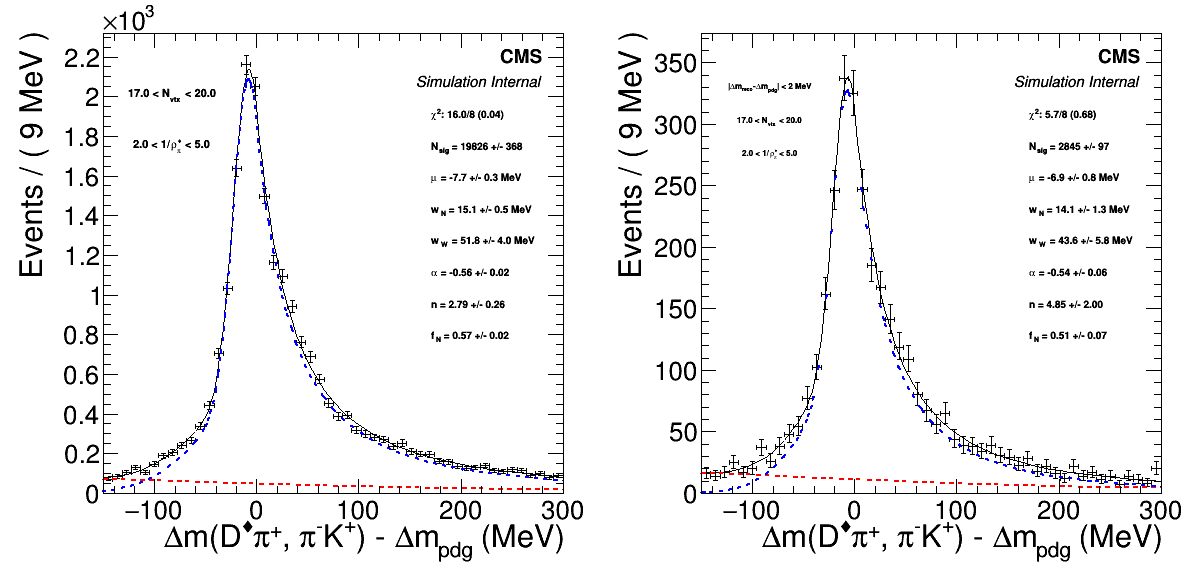 ×10³
Events / ( 9 MeV )
2.2
2
1.8
1.6
1.4
1.2
1
0.8
0.6
0.4
0.2
0
−100 0 100 200 300
Δm(D♦π⁺, π⁻K⁺) - Δm_pdg (MeV)
CMS
Simulation Internal
17.0 < N_vtx < 20.0
2.0 < 1/ρ_π^♦ < 5.0
χ²: 16.0/8 (0.04)
N_sig = 19826 +/- 368
μ = -7.7 +/- 0.3 MeV
w_N = 15.1 +/- 0.5 MeV
w_W = 51.8 +/- 4.0 MeV
α = -0.56 +/- 0.02
n = 2.79 +/- 0.26
f_N = 0.57 +/- 0.02
Events / ( 9 MeV )
350
300
250
200
150
100
50
0
−100 0 100 200 300
Δm(D♦π⁺, π⁻K⁺) - Δm_pdg (MeV)
CMS
Simulation Internal
|Δm_reco-Δm_pdg| < 2 MeV
17.0 < N_vtx < 20.0
2.0 < 1/ρ_π^♦ < 5.0
χ²: 5.7/8 (0.68)
N_sig = 2845 +/- 97
μ = -6.9 +/- 0.8 MeV
w_N = 14.1 +/- 1.3 MeV
w_W = 43.6 +/- 5.8 MeV
α = -0.54 +/- 0.06
n = 4.85 +/- 2.00
f_N = 0.51 +/- 0.07